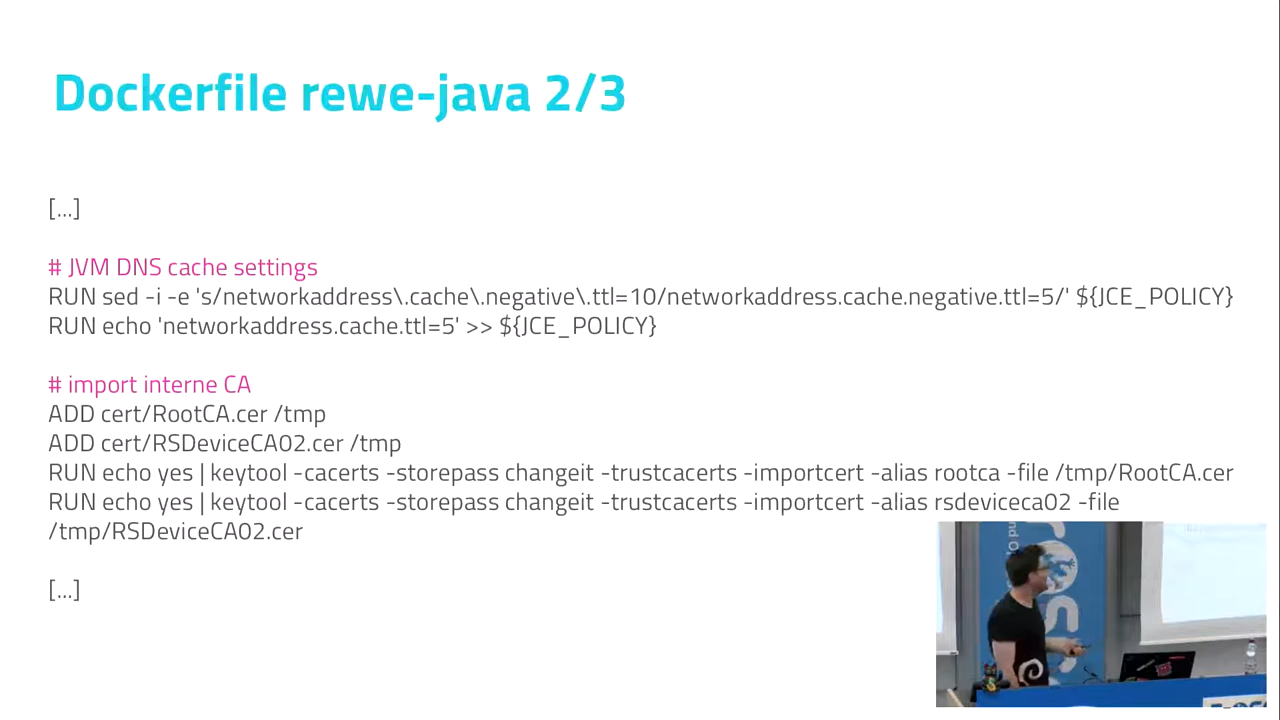 Dockerfile rewe-java 2/3
[...]
# JVM DNS cache settings
RUN sed -i -e 's/networkaddress\.cache\.negative\.ttl=10/networkaddress.cache.negative.ttl=5/' ${JCE_POLICY}
RUN echo 'networkaddress.cache.ttl=5' >> ${JCE_POLICY}
# import interne CA
ADD cert/RootCA.cer /tmp
ADD cert/RSDeviceCA02.cer /tmp
RUN echo yes | keytool -cacerts -storepass changeit -trustcacerts -importcert -alias rootca -file /tmp/RootCA.cer
RUN echo yes | keytool -cacerts -storepass changeit -trustcacerts -importcert -alias rsdeviceca02 -file
/tmp/RSDeviceCA02.cer
[...]